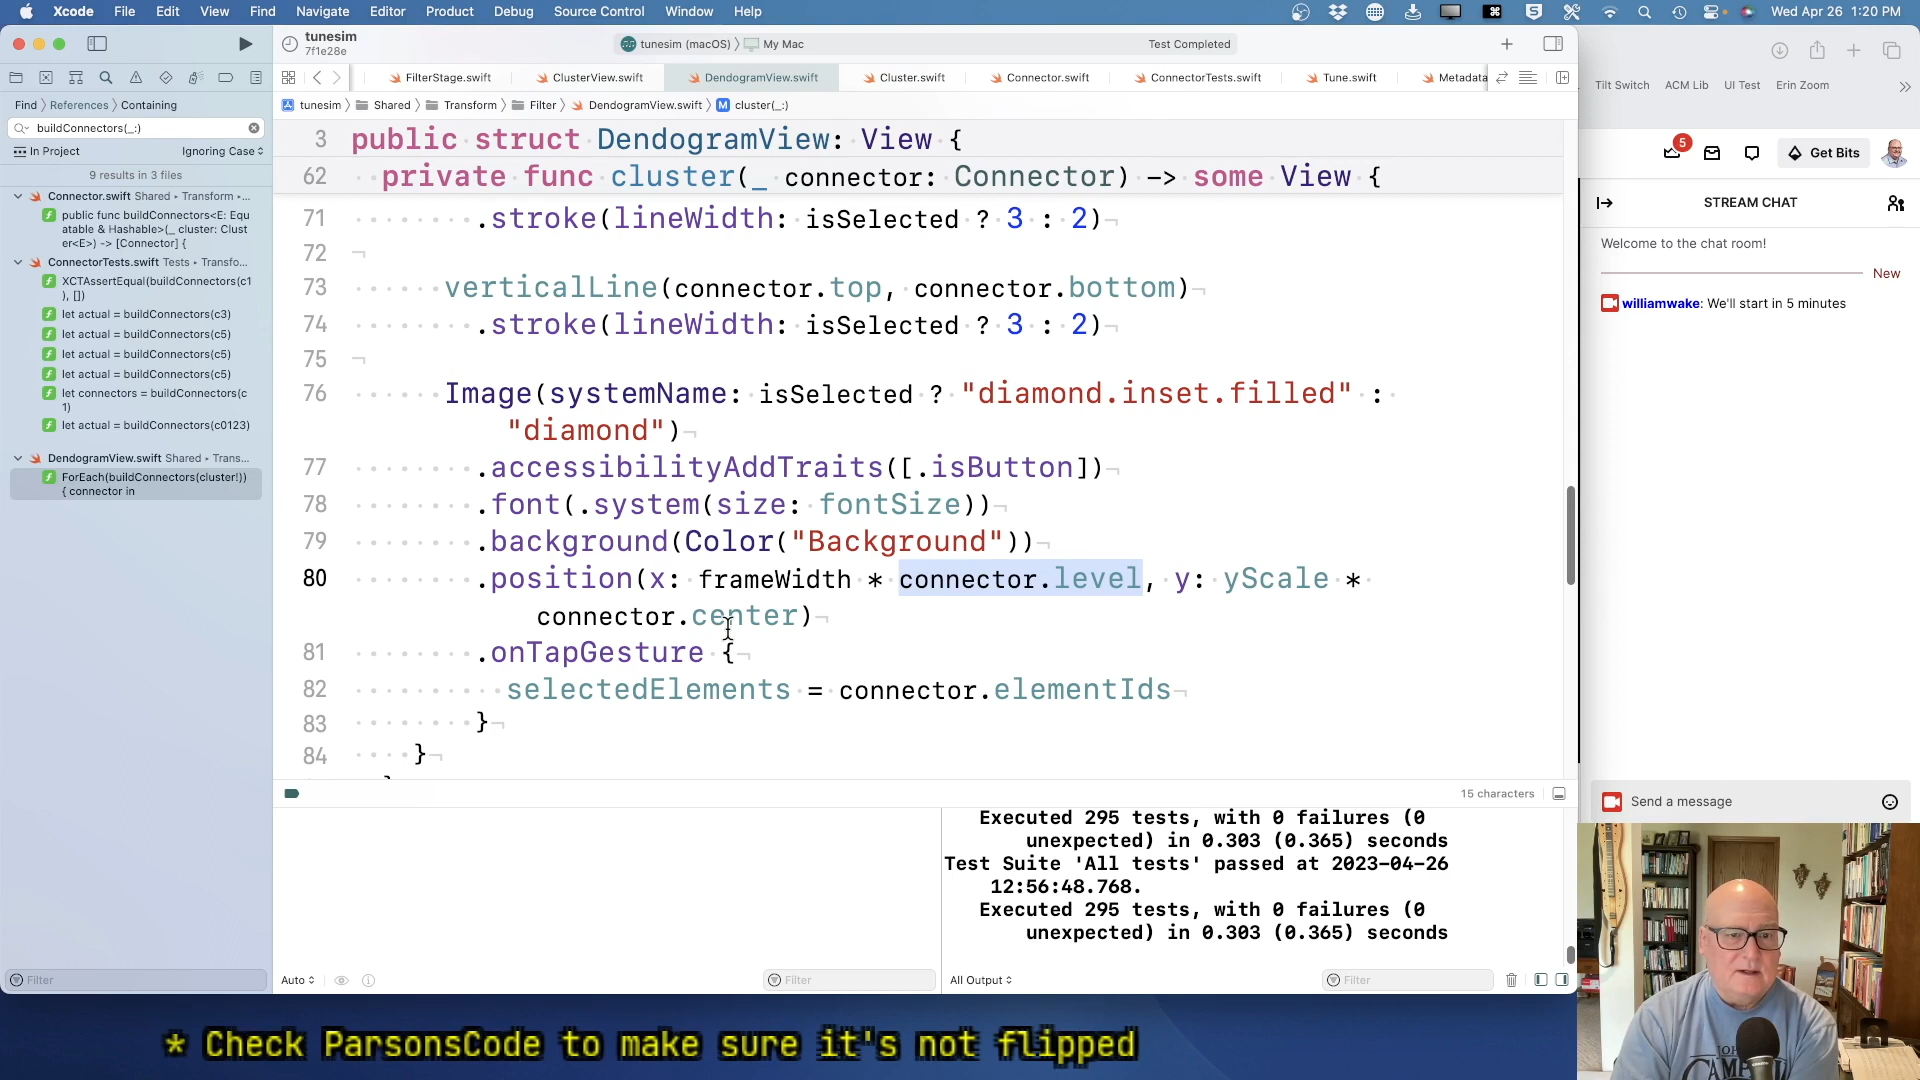 Xcode File Edit View Find Navigate Editor Product Debug Source Control Window Help Wed Apr 26 1:20 PM
tunesim
7f1e28e
tunesim (macOS) 〉 My Mac Test Completed
FilterStage.swift ClusterView.swift DendogramView.swift Cluster.swift Connector.swift ConnectorTests.swift Tune.swift Metadata
Find 〉 References 〉 Containing
tunesim 〉 Shared 〉 Transform 〉 Filter 〉 DendogramView.swift 〉 M cluster(_:)
buildConnectors(_:)
In Project Ignoring Case
9 results in 3 files
Connector.swift Shared ▸ Transform ▸...
public func buildConnectors<E: Equ
atable & Hashable>(_ cluster: Clust
er<E>) -> [Connector] {
ConnectorTests.swift Tests ▸ Transfo...
XCTAssertEqual(buildConnectors(c1
), [])
let actual = buildConnectors(c3)
let actual = buildConnectors(c5)
let actual = buildConnectors(c5)
let actual = buildConnectors(c5)
let connectors = buildConnectors(c
1)
let actual = buildConnectors(c0123)
DendogramView.swift Shared ▸ Trans...
ForEach(buildConnectors(cluster!))
{ connector in
Filter
3 public struct DendogramView: View {
62 private func cluster(_ connector: Connector) -> some View {
71 .stroke(lineWidth: isSelected ? 3 : 2)
72
73 verticalLine(connector.top, connector.bottom)
74 .stroke(lineWidth: isSelected ? 3 : 2)
75
76 Image(systemName: isSelected ? "diamond.inset.filled" :
"diamond")
77 .accessibilityAddTraits([.isButton])
78 .font(.system(size: fontSize))
79 .background(Color("Background"))
80 .position(x: frameWidth * connector.level, y: yScale *
connector.center)
81 .onTapGesture {
82 selectedElements = connector.elementIds
83 }
84 }
15 characters
Executed 295 tests, with 0 failures (0
unexpected) in 0.303 (0.365) seconds
Test Suite 'All tests' passed at 2023-04-26
12:56:48.768.
Executed 295 tests, with 0 failures (0
unexpected) in 0.303 (0.365) seconds
Auto Filter All Output Filter
Tilt Switch ACM Lib UI Test Erin Zoom
5 Get Bits
STREAM CHAT
Welcome to the chat room!
New
williamwake: We'll start in 5 minutes
Send a message
* Check ParsonsCode to make sure it's not flipped